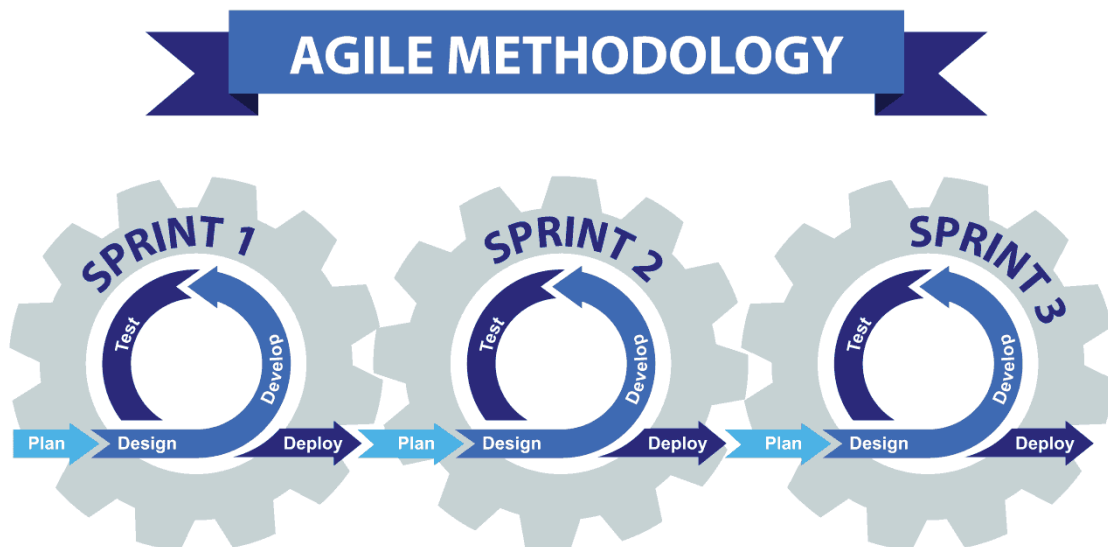 AGILE METHODOLOGY
SPRINT 1
Test
Develop
Plan
Design
Deploy
SPRINT 2
Test
Develop
Plan
Design
Deploy
SPRINT 3
Test
Develop
Plan
Design
Deploy